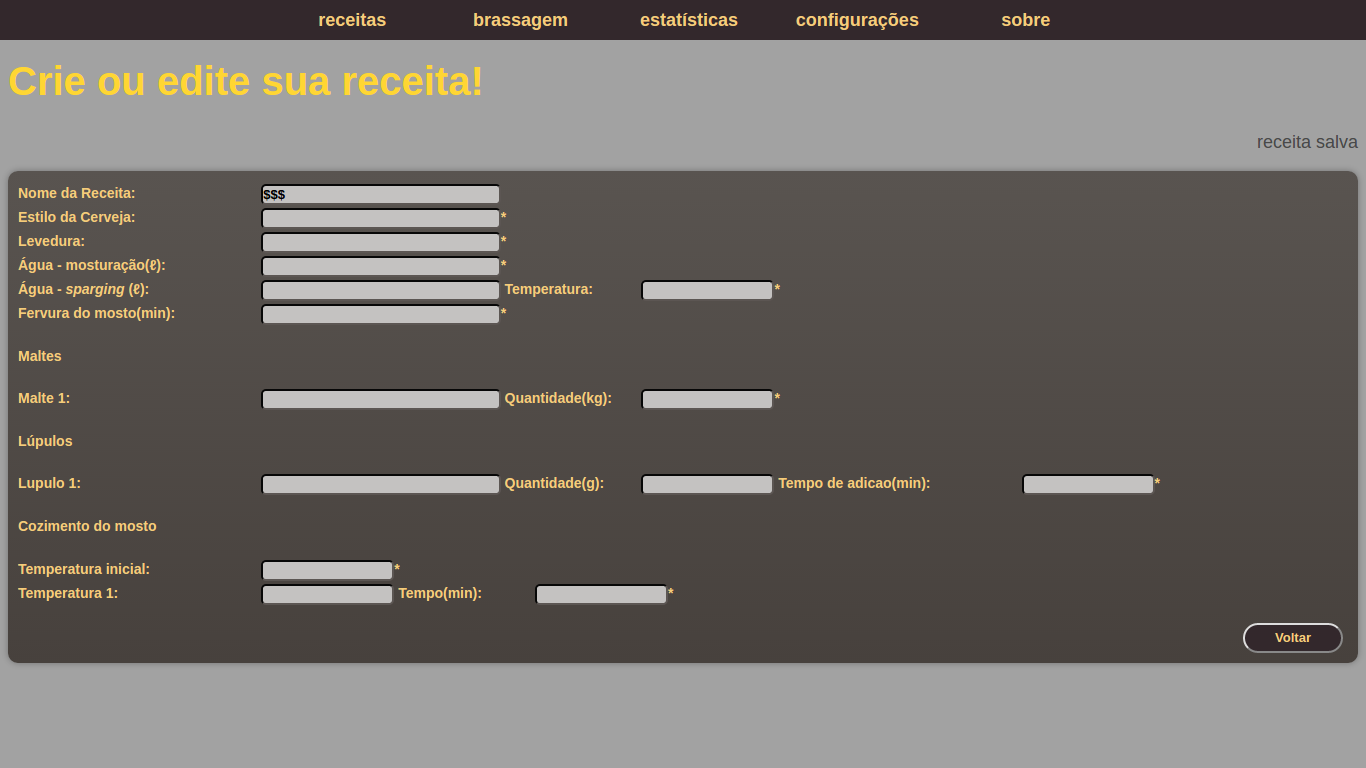 receitas brassagem estatísticas configurações sobre
Crie ou edite sua receita!
receita salva
Nome da Receita: $$$
Estilo da Cerveja: *
Levedura: *
Água - mosturação(ℓ): *
Água - sparging (ℓ): Temperatura: *
Fervura do mosto(min): *
Maltes
Malte 1: Quantidade(kg): *
Lúpulos
Lupulo 1: Quantidade(g): Tempo de adicao(min): *
Cozimento do mosto
Temperatura inicial: *
Temperatura 1: Tempo(min): *
Voltar